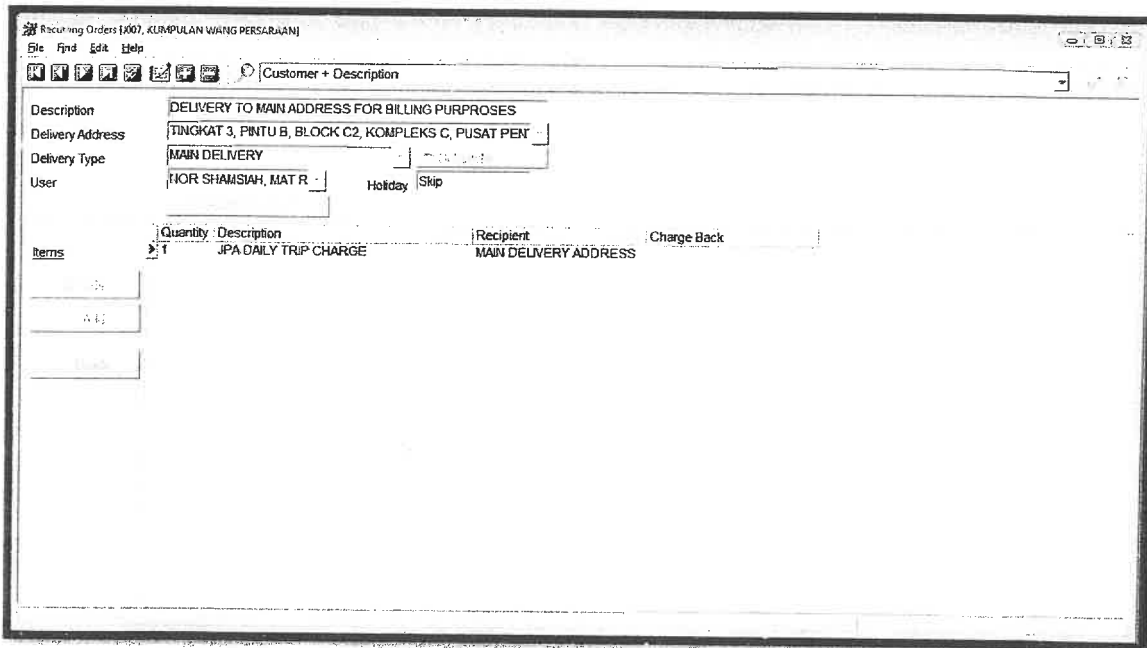 Recurring Orders [X007, KUMPULAN WANG PERSARAAN]
File Find Edit Help
Customer + Description
Description DELIVERY TO MAIN ADDRESS FOR BILLING PURPROSES
Delivery Address TINGKAT 3, PINTU B, BLOCK C2, KOMPLEKS C, PUSAT PENT
Delivery Type MAIN DELIVERY
User NOR SHAMSIAH, MAT R Holiday Skip
Quantity Description Recipient Charge Back
Items 1 JPA DAILY TRIP CHARGE MAIN DELIVERY ADDRESS
Add